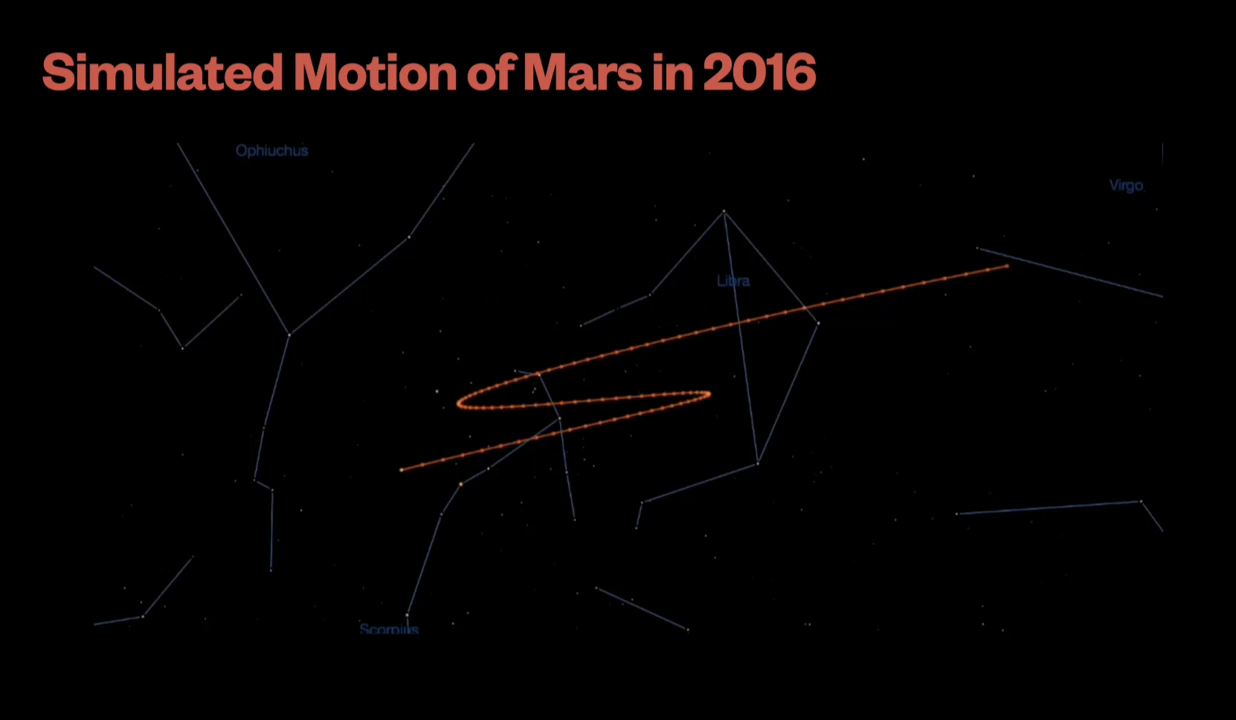 Simulated Motion of Mars in 2016
Ophiuchus
Virgo
Libra
Scorpius